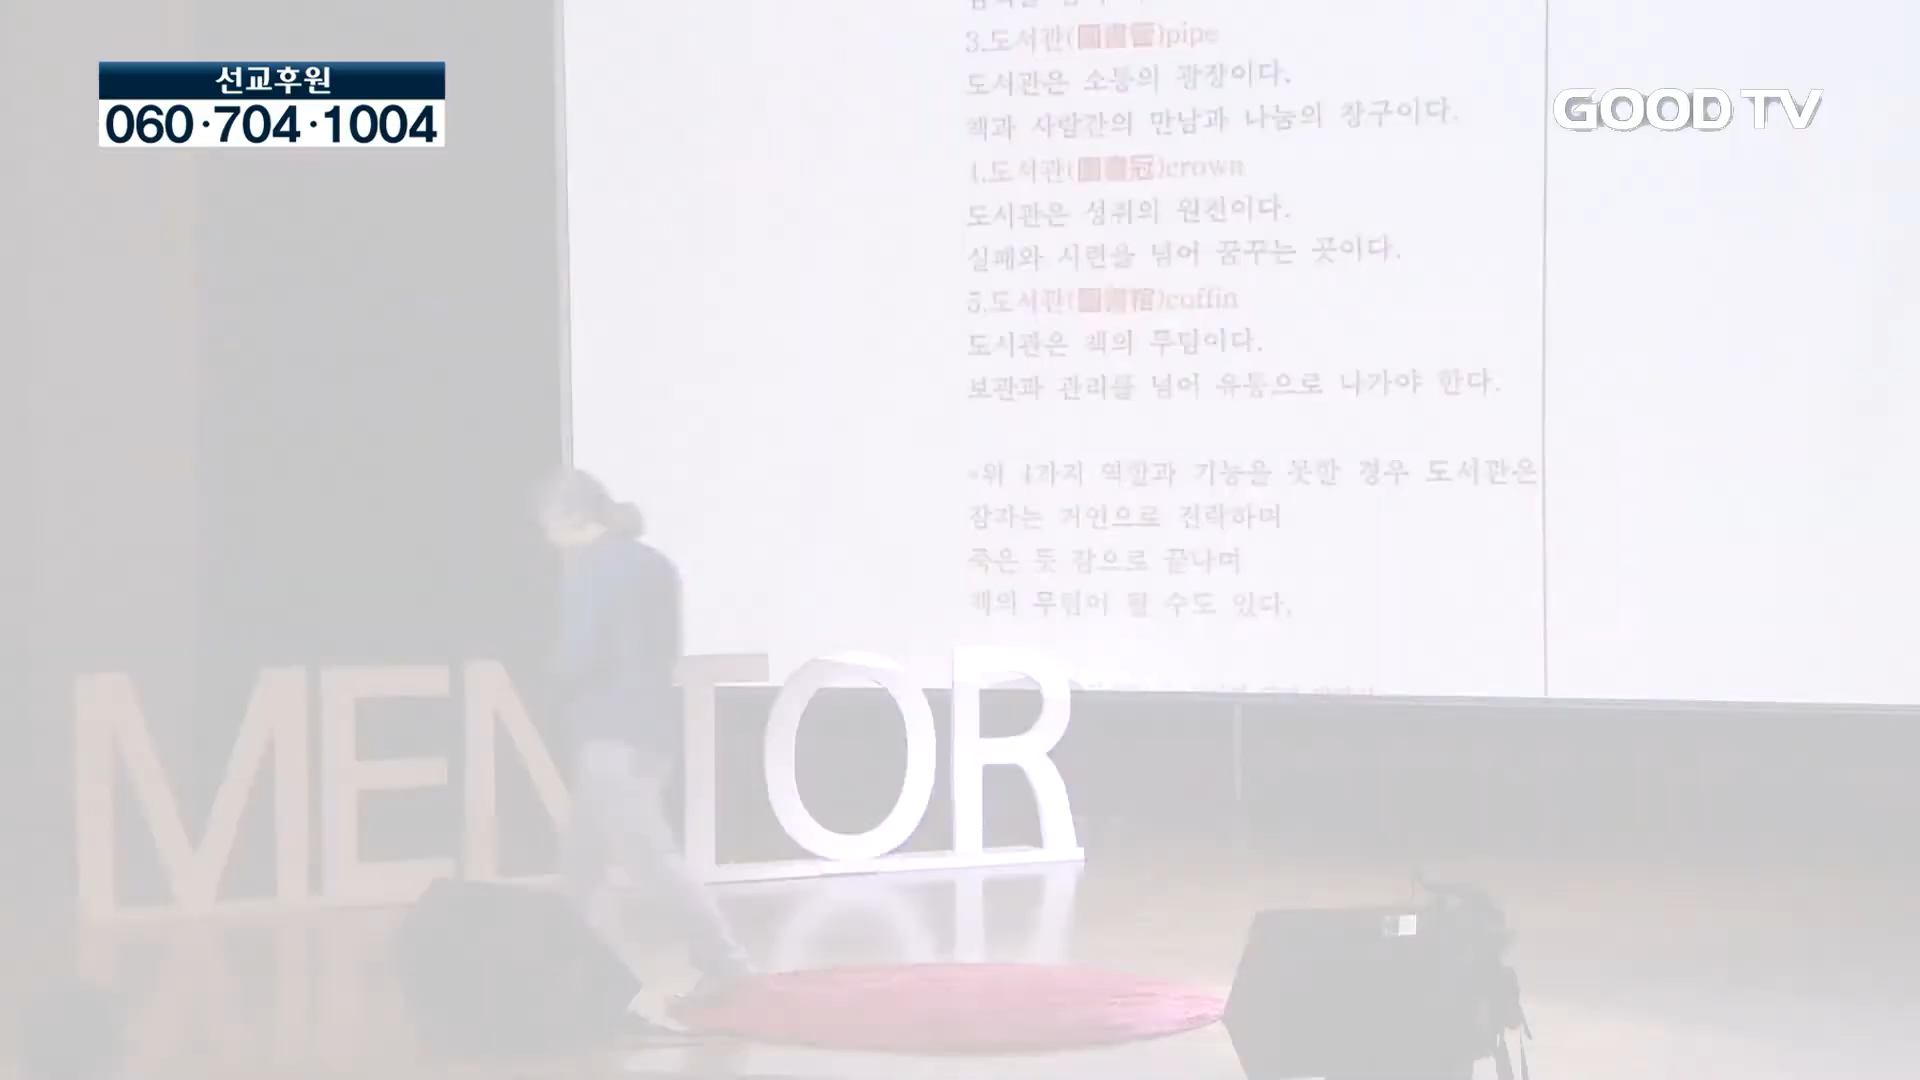 선교후원
060·704·1004
GOOD TV
3.도서관(圖書管)pipe
도서관은 소통의 광장이다.
책과 사람간의 만남과 나눔의 창구이다.
4.도서관(圖書冠)crown
도서관은 성취의 원천이다.
실패와 시련을 넘어 꿈꾸는 곳이다.
5.도서관(圖書棺)coffin
도서관은 책의 무덤이다.
보관과 관리를 넘어 유통으로 나가야 한다.
*위 4가지 역할과 기능을 못한 경우 도서관은
잠자는 거인으로 전락하며
죽은 듯 잠으로 끝나며
책의 무덤이 될 수도 있다.
MENTOR